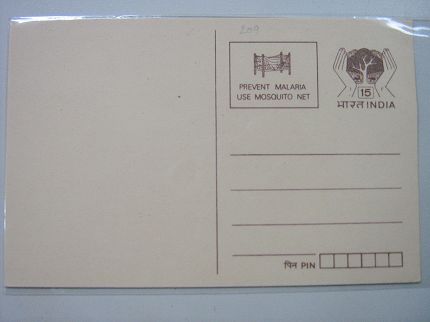 209
PREVENT MALARIA
USE MOSQUITO NET
15
भारत INDIA
पिन PIN